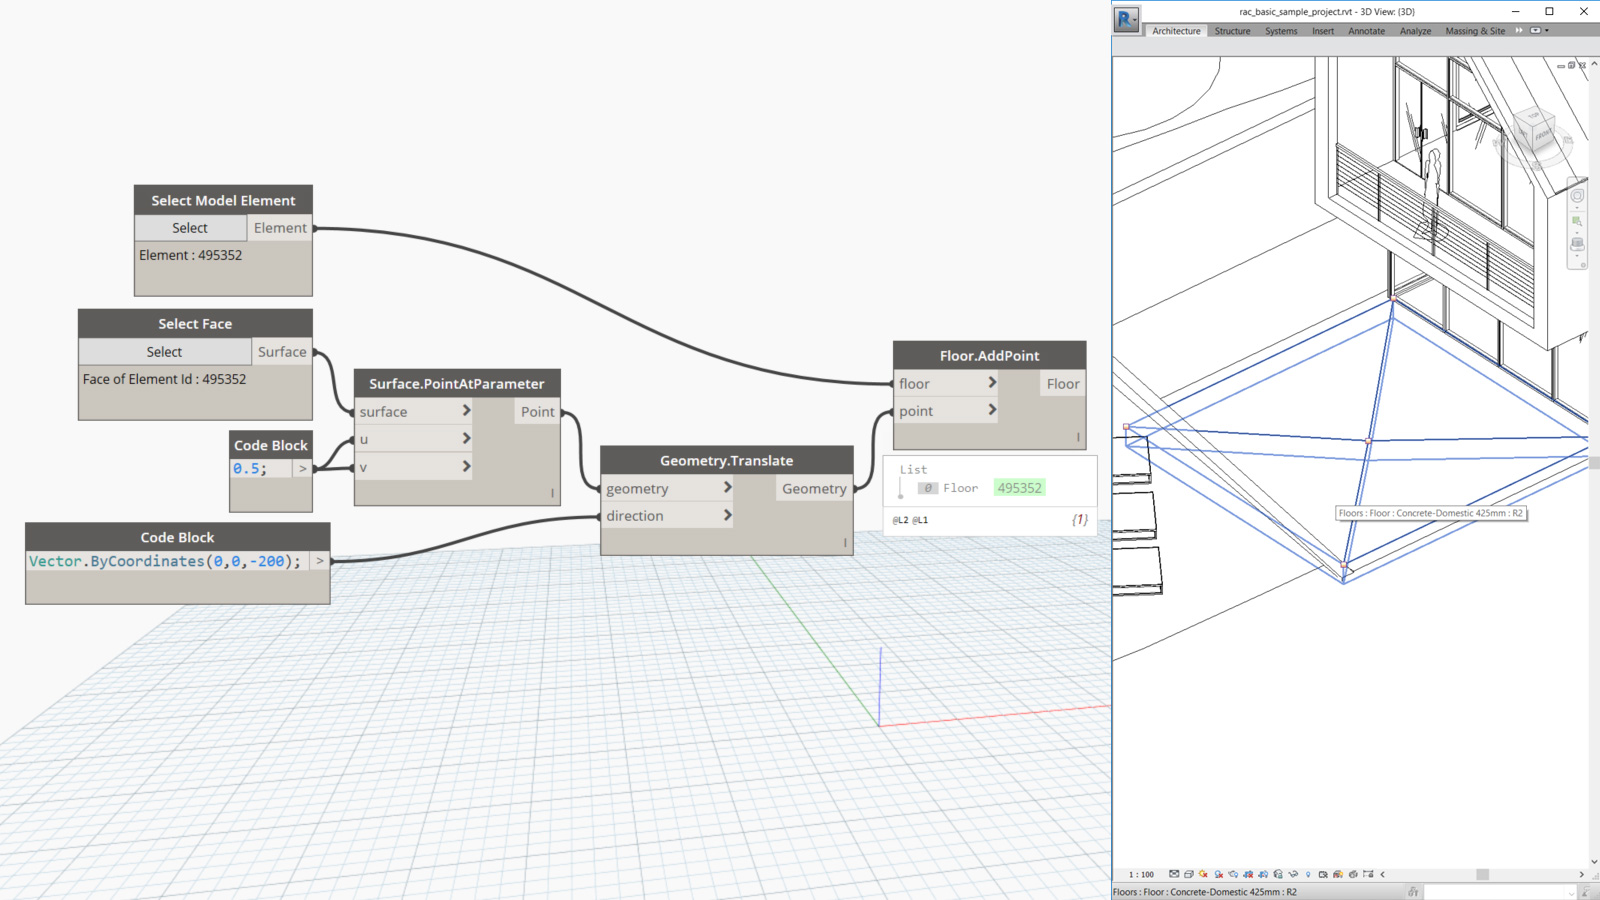 rac_basic_sample_project.rvt - 3D View: {3D}
R
Architecture Structure Systems Insert Annotate Analyze Massing & Site
FRONT
Select Model Element
Select Element
Element : 495352
Select Face
Select Surface
Face of Element Id : 495352
Surface.PointAtParameter
surface > Point
u >
v >
l
Code Block
0.5; >
Code Block
Vector.ByCoordinates(0,0,-200); >
Geometry.Translate
geometry > Geometry
direction >
l
Floor.AddPoint
floor > Floor
point >
l
List
0 Floor 495352
@L2 @L1 {1}
Floors : Floor : Concrete-Domestic 425mm : R2
1 : 100
Floors : Floor : Concrete-Domestic 425mm : R2